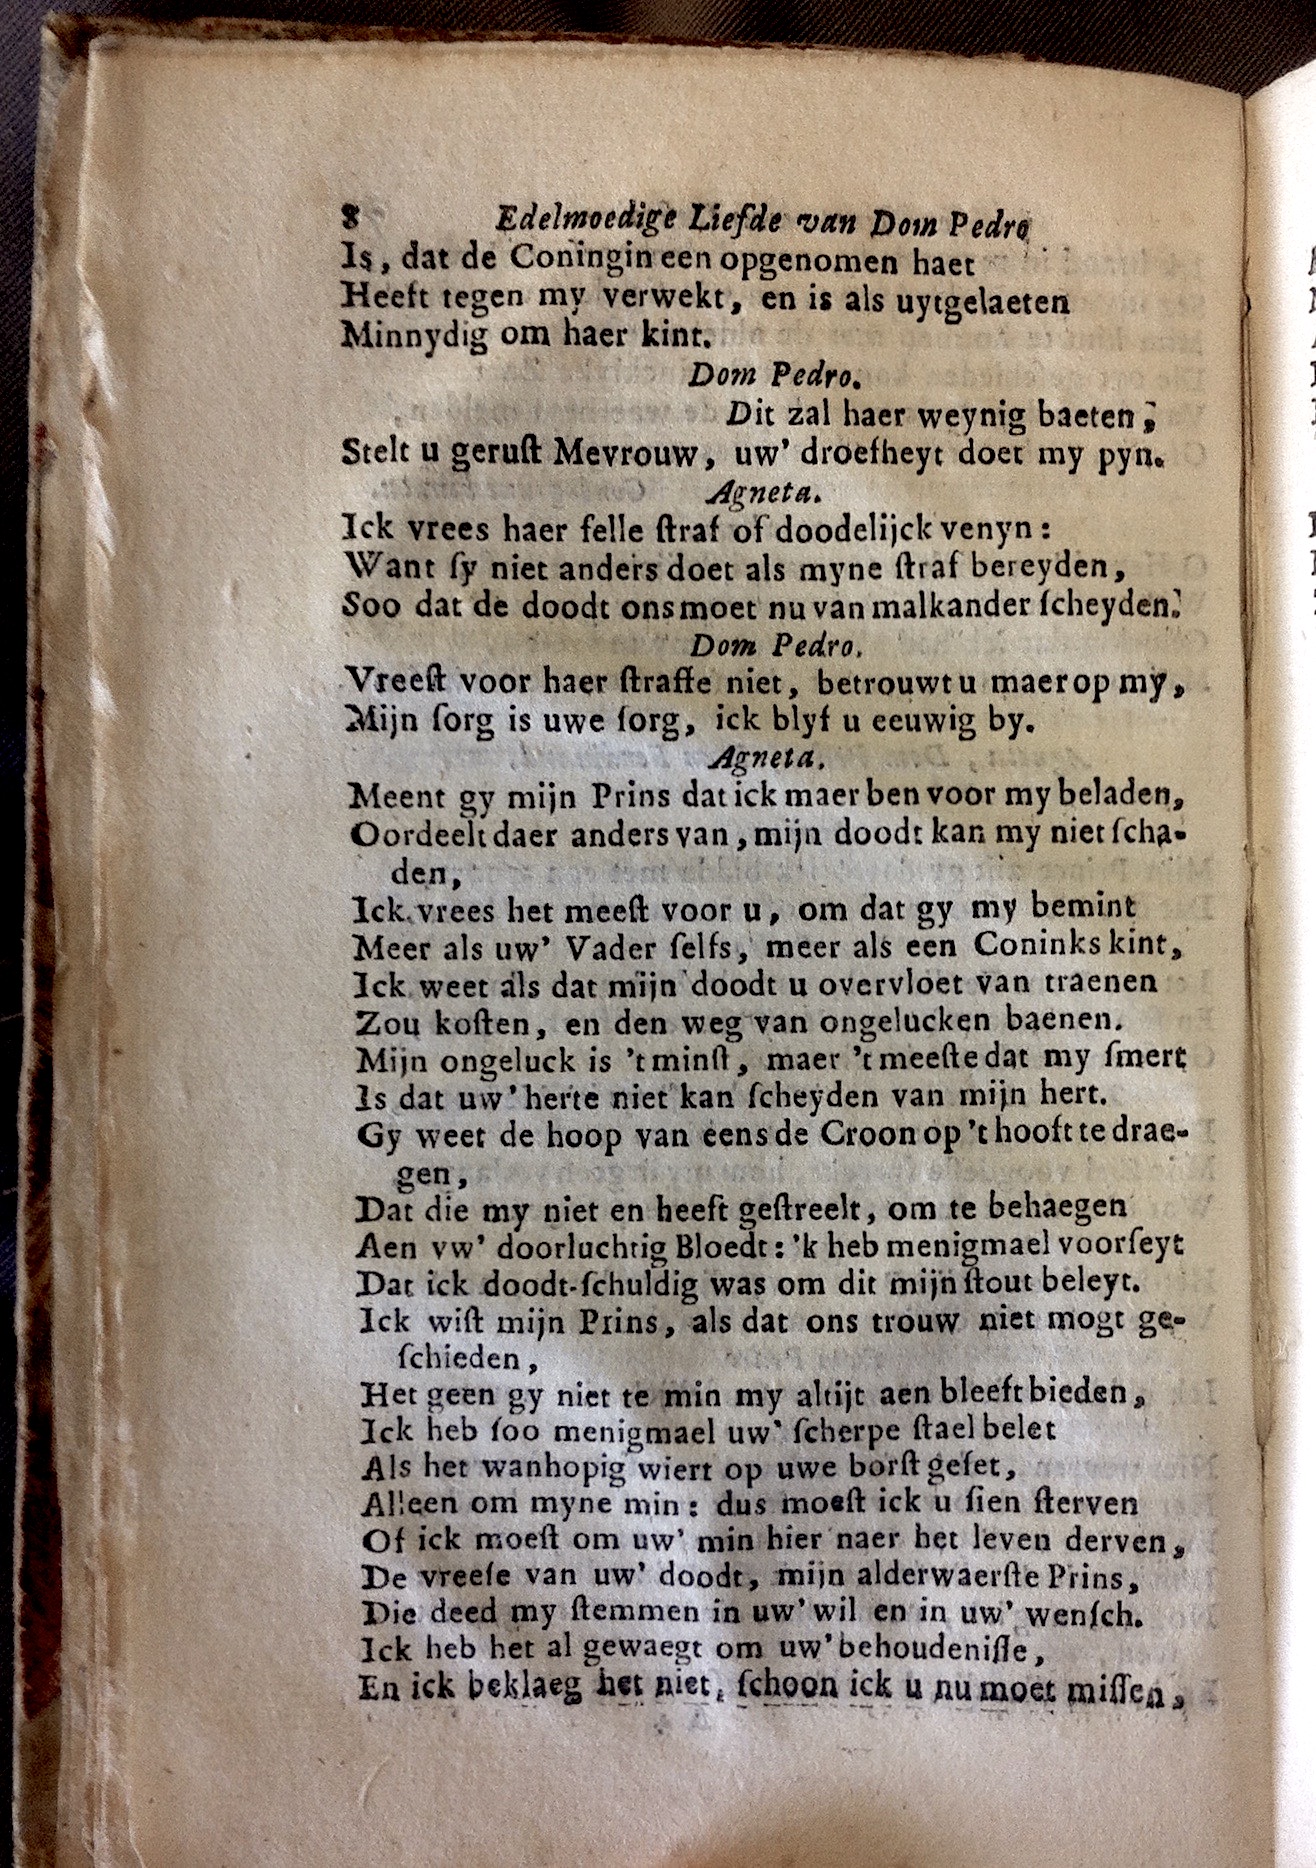 8 Edelmoedige Liefde van Dom Pedro
Is, dat de Coningin een opgenomen haet
Heeft tegen my verwekt, en is als uytgelaeten
Minnydig om haer kint.
Dom Pedro.
Dit zal haer weynig baeten;
Stelt u geruſt Mevrouw, uw' droefheyt doet my pyn.
Agneta.
Ick vrees haer felle ſtraf of doodelijck venyn:
Want ſy niet anders doet als myne ſtraf bereyden,
Soo dat de doodt ons moet nu van malkander ſcheyden.
Dom Pedro.
Vreeſt voor haer ſtraffe niet, betrouwt u maer op my,
Mijn ſorg is uwe ſorg, ick blyf u eeuwig by.
Agneta.
Meent gy mijn Prins dat ick maer ben voor my beladen,
Oordeelt daer anders van, mijn doodt kan my niet ſcha-
den,
Ick vrees het meeſt voor u, om dat gy my bemint
Meer als uw' Vader ſelfs, meer als een Coninks kint,
Ick weet als dat mijn doodt u overvloet van traenen
Zou koſten, en den weg van ongelucken baenen.
Mijn ongeluck is 't minſt, maer 't meeſte dat my ſmert
Is dat uw' herte niet kan ſcheyden van mijn hert.
Gy weet de hoop van eens de Croon op 't hooft te drae-
gen,
Dat die my niet en heeft geſtreelt, om te behaegen
Aen vw' doorluchtig Bloedt: 'k heb menigmael voorſeyt
Dat ick doodt-ſchuldig was om dit mijn ſtout beleyt.
Ick wiſt mijn Prins, als dat ons trouw niet mogt ge-
ſchieden,
Het geen gy niet te min my altijt aen bleeft bieden,
Ick heb ſoo menigmael uw' ſcherpe ſtael belet
Als het wanhopig wiert op uwe borſt geſet,
Alleen om myne min: dus moeſt ick u ſien ſterven
Of ick moeſt om uw' min hier naer het leven derven,
De vreeſe van uw' doodt, mijn alderwaerſte Prins,
Die deed my ſtemmen in uw' wil en in uw' wenſch.
Ick heb het al gewaegt om uw' behoudeniſſe,
En ick beklaeg het niet, ſchoon ick u nu moet miſſen,